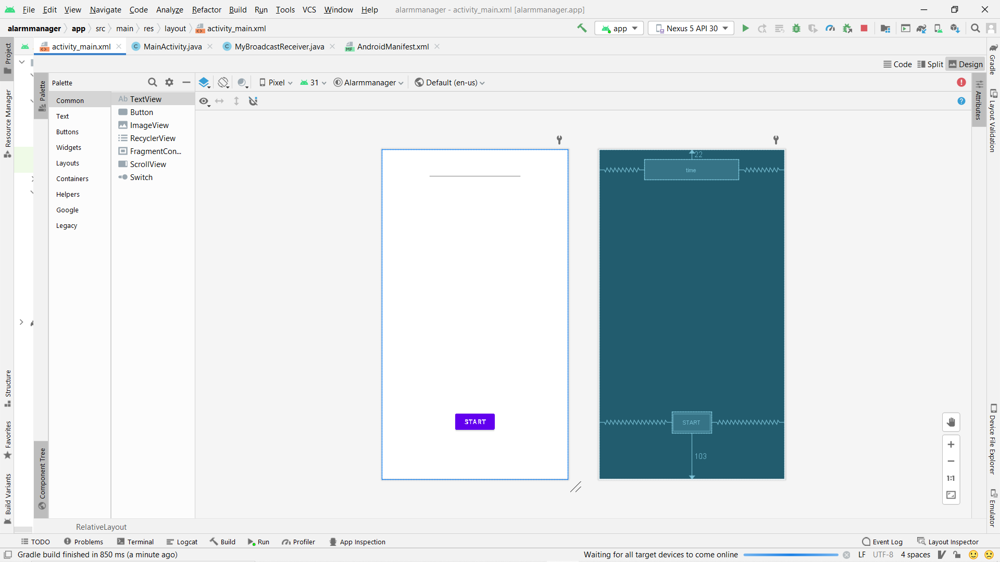 File Edit View Navigate Code Analyze Refactor Build Run Tools VCS Window Help alarmmanager - activity_main.xml [alarmmanager.app]
alarmmanager app src main res layout activity_main.xml app Nexus 5 API 30
activity_main.xml MainActivity.java MyBroadcastReceiver.java AndroidManifest.xml
Code Split Design
Palette Pixel 31 Alarmmanager Default (en-us)
Common
Text
Buttons
Widgets
Layouts
Containers
Helpers
Google
Legacy
Ab TextView
Button
ImageView
RecyclerView
FragmentCon...
ScrollView
Switch
START
22
time
START
103
1:1
Project
Resource Manager
Structure
Favorites
Build Variants
Palette
Component Tree
Attributes
Gradle
Layout Validation
Device File Explorer
Emulator
RelativeLayout
TODO Problems Terminal Logcat Build Run Profiler App Inspection Event Log Layout Inspector
Gradle build finished in 850 ms (a minute ago) Waiting for all target devices to come online LF UTF-8 4 spaces